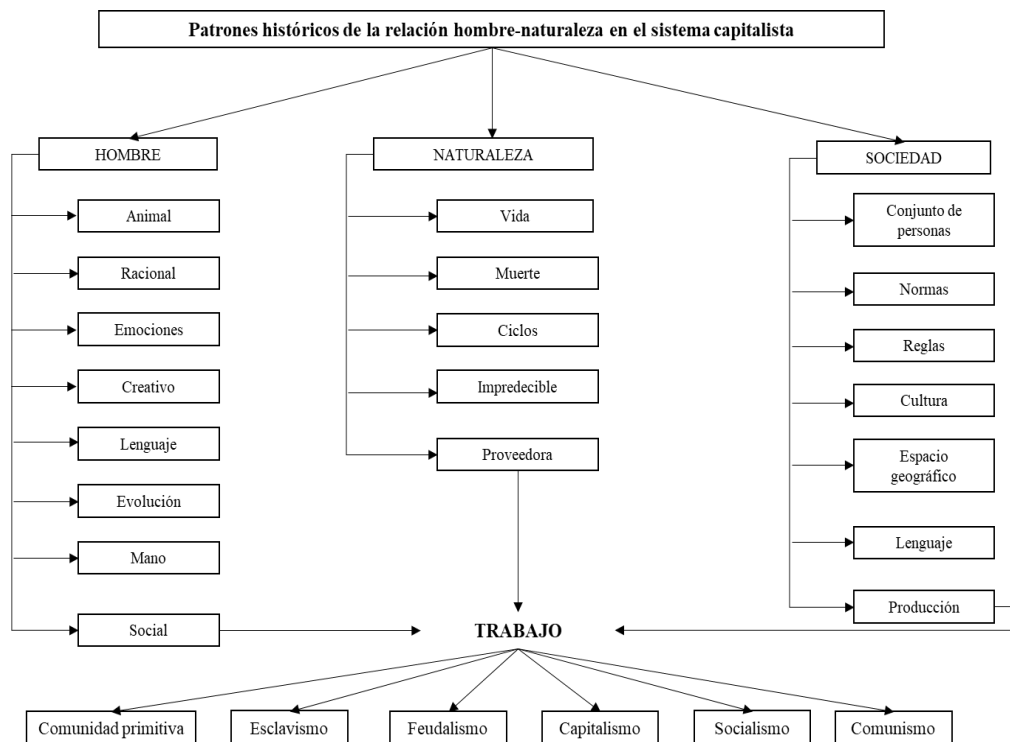 Patrones históricos de la relación hombre-naturaleza en el sistema capitalista
HOMBRE
Animal
Racional
Emociones
Creativo
Lenguaje
Evolución
Mano
Social
NATURALEZA
Vida
Muerte
Ciclos
Impredecible
Proveedora
SOCIEDAD
Conjunto de
personas
Normas
Reglas
Cultura
Espacio
geográfico
Lenguaje
Producción
TRABAJO
Comunidad primitiva
Esclavismo
Feudalismo
Capitalismo
Socialismo
Comunismo